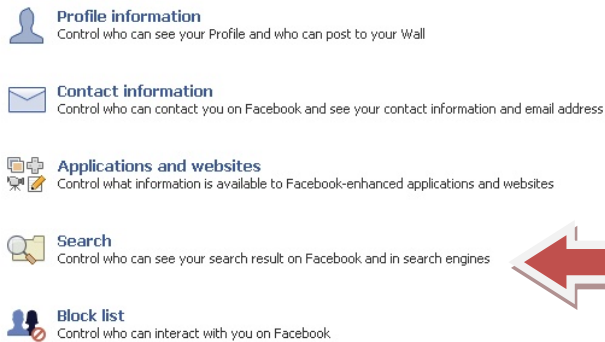 Profile information
Control who can see your Profile and who can post to your Wall
Contact information
Control who can contact you on Facebook and see your contact information and email address
Applications and websites
Control what information is available to Facebook-enhanced applications and websites
Search
Control who can see your search result on Facebook and in search engines
Block list
Control who can interact with you on Facebook